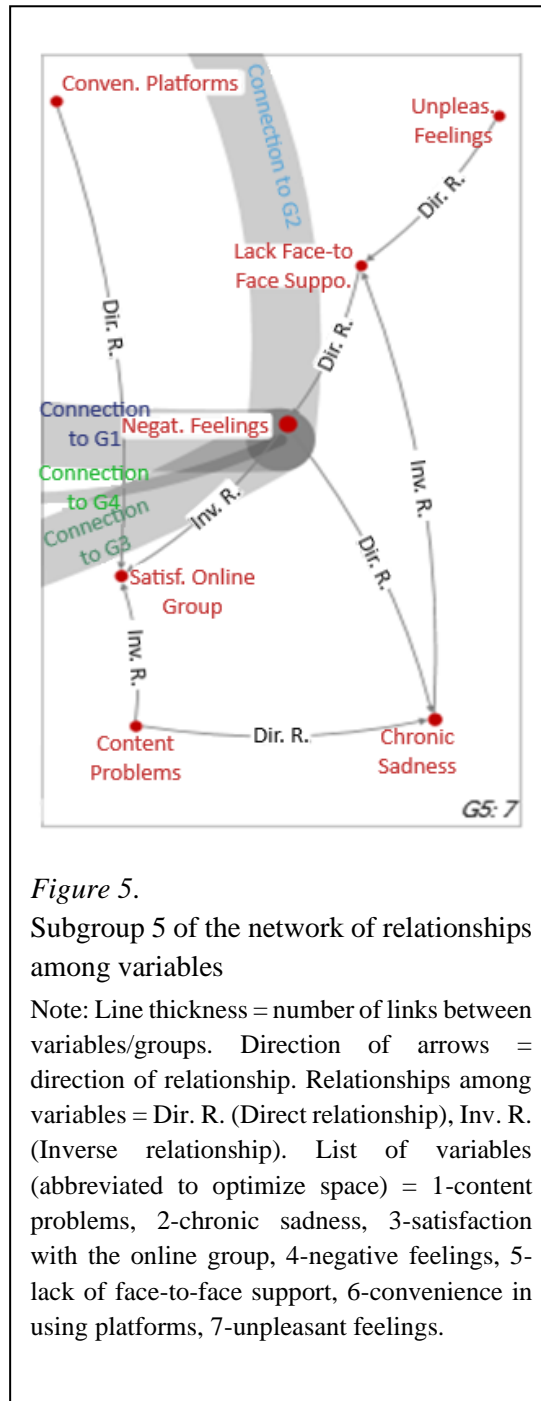 Conven. Platforms
Connection to G2
Unpleas.
Feelings
Dir. R.
Lack Face-to
Face Suppo.
Dir. R.
Dir. R.
Connection
to G1
Negat. Feelings
Connection
to G4
Connection
to G3
Inv. R.
Inv. R.
Dir. R.
Satisf. Online
Group
Inv. R.
Dir. R.
Content
Problems
Chronic
Sadness
G5: 7
Figure 5.
Subgroup 5 of the network of relationships
among variables
Note: Line thickness = number of links between
variables/groups. Direction of arrows =
direction of relationship. Relationships among
variables = Dir. R. (Direct relationship), Inv. R.
(Inverse relationship). List of variables
(abbreviated to optimize space) = 1-content
problems, 2-chronic sadness, 3-satisfaction
with the online group, 4-negative feelings, 5-
lack of face-to-face support, 6-convenience in
using platforms, 7-unpleasant feelings.